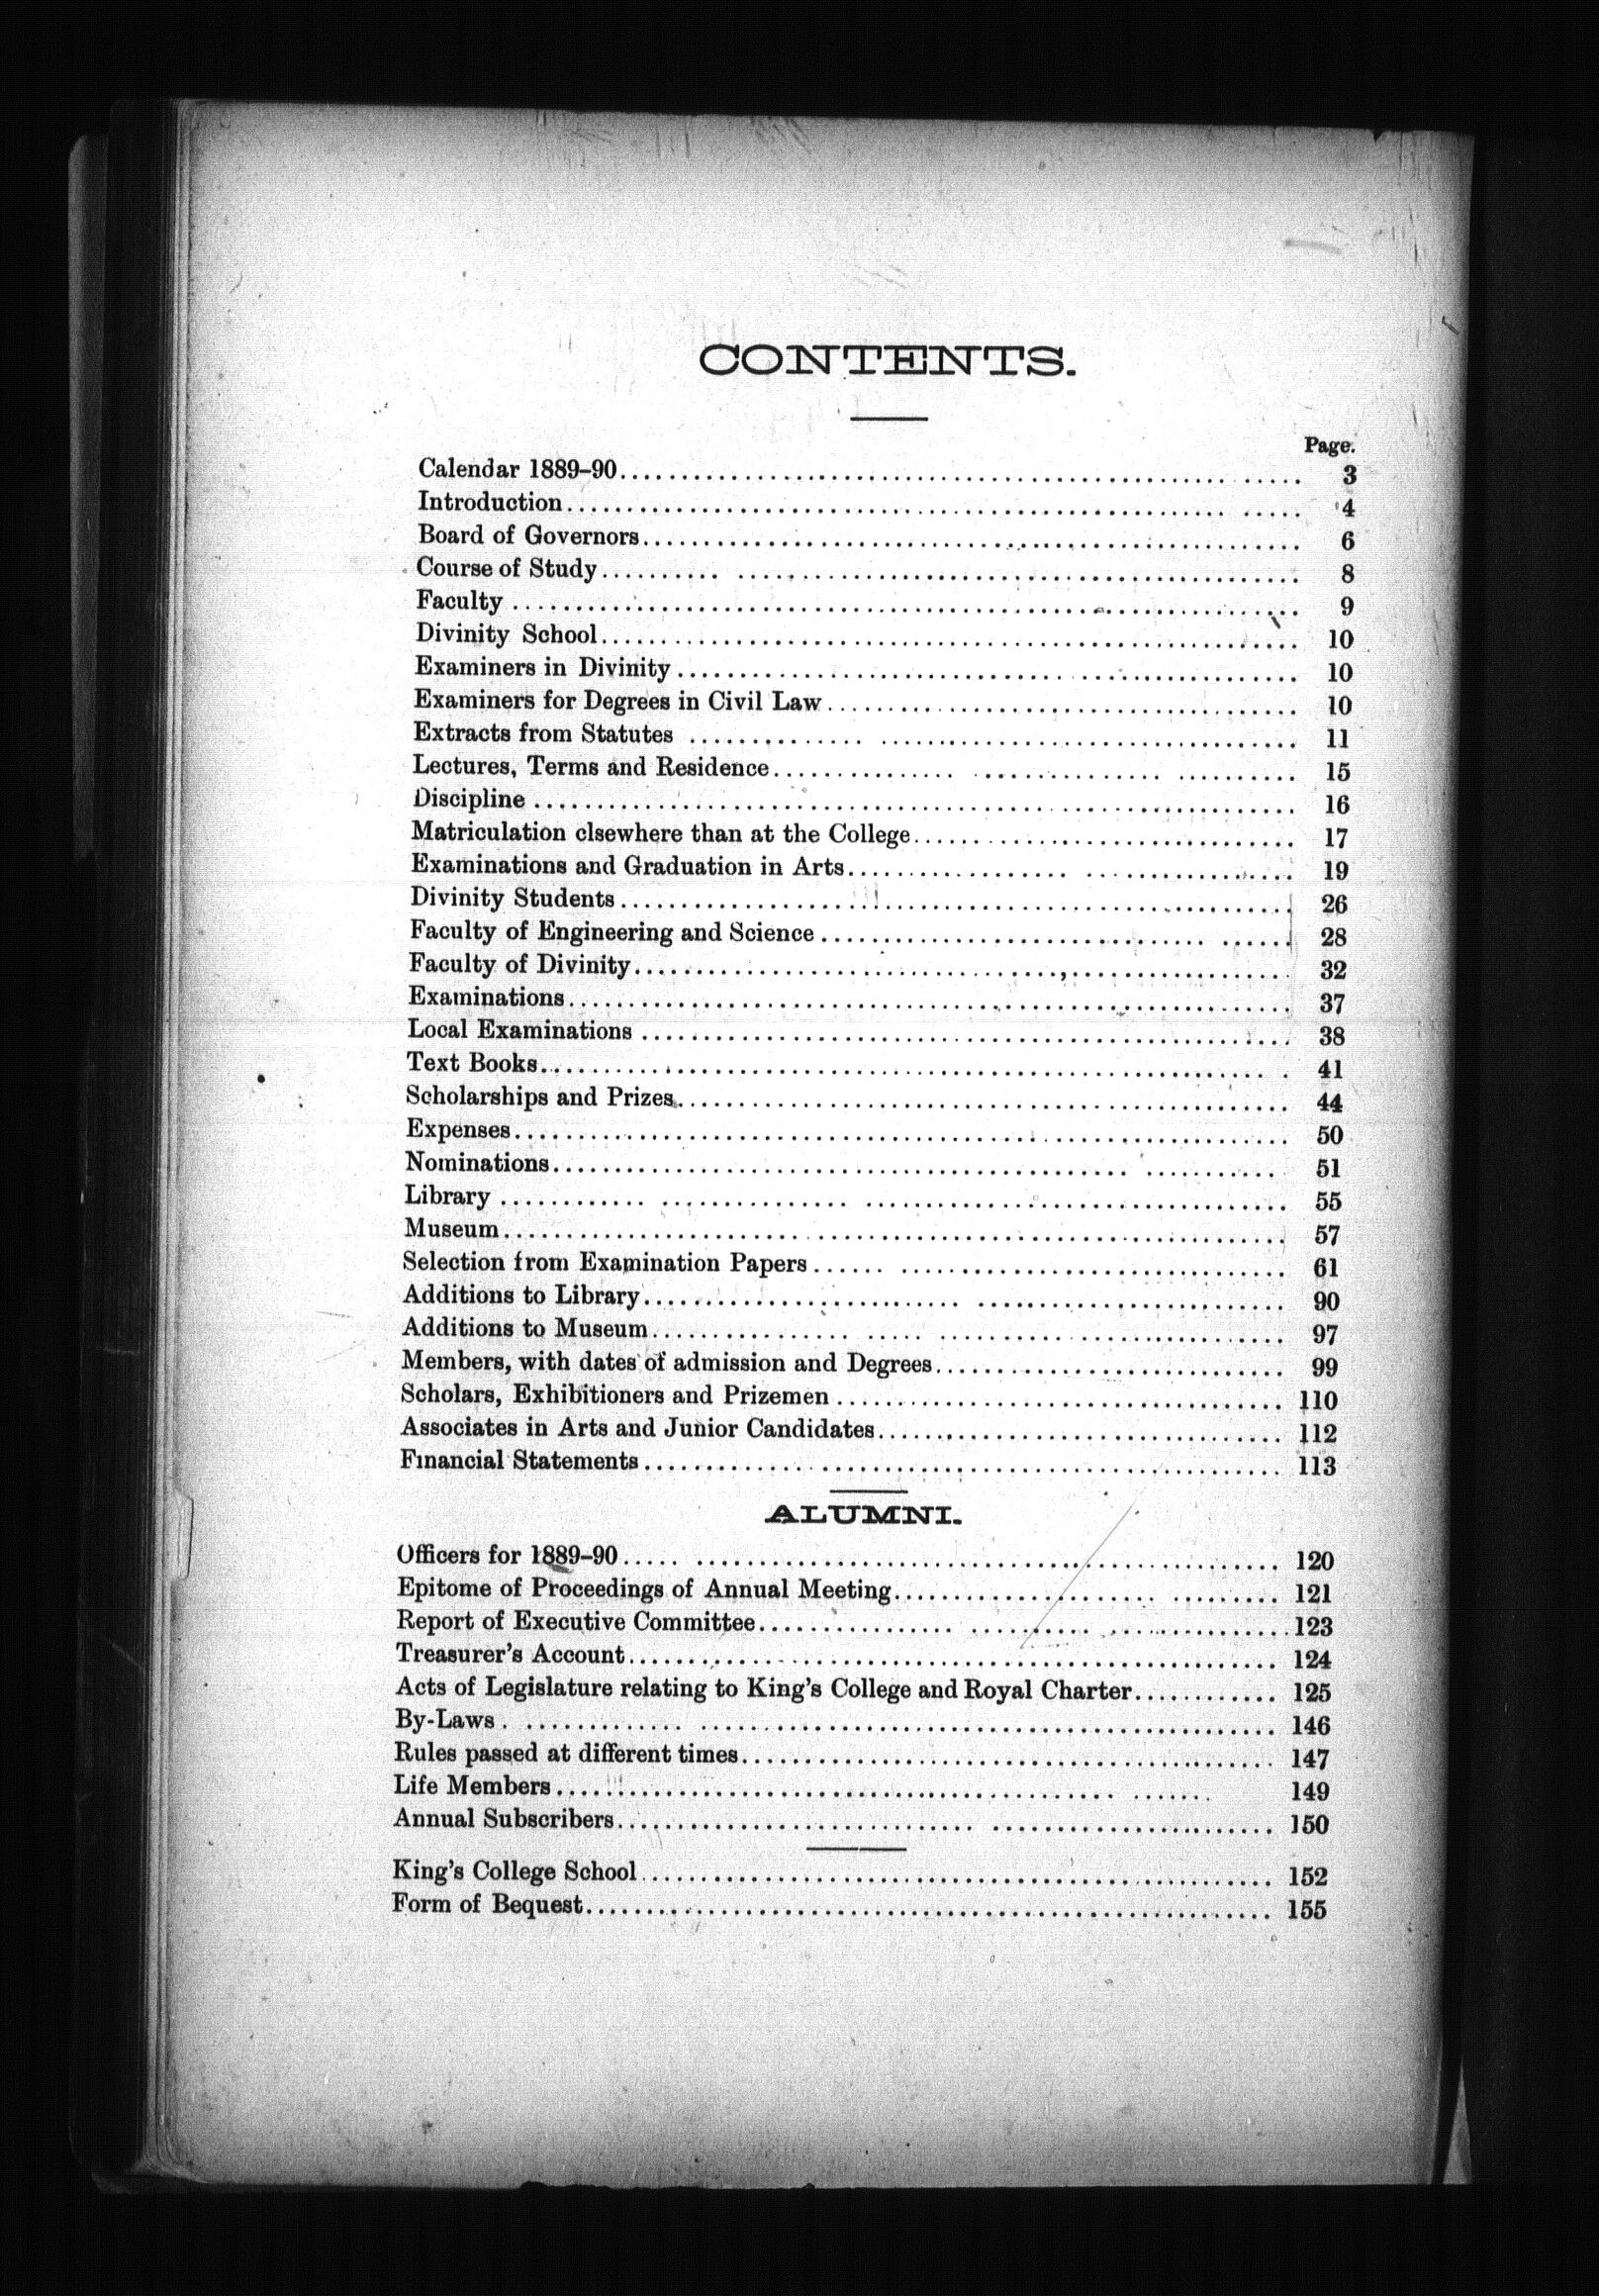 CONTENTS.
Page.
Calendar 1889-90 3
Introduction 4
Board of Governors 6
Course of Study 8
Faculty 9
Divinity School 10
Examiners in Divinity 10
Examiners for Degrees in Civil Law 10
Extracts from Statutes 11
Lectures, Terms and Residence 15
Discipline 16
Matriculation clsewhere than at the College 17
Examinations and Graduation in Arts 19
Divinity Students 26
Faculty of Engineering and Science 28
Faculty of Divinity 32
Examinations 37
Local Examinations 38
Text Books 41
Scholarships and Prizes 44
Expenses 50
Nominations 51
Library 55
Museum 57
Selection from Examination Papers 61
Additions to Library 90
Additions to Museum 97
Members, with dates of admission and Degrees 99
Scholars, Exhibitioners and Prizemen 110
Associates in Arts and Junior Candidates 112
Financial Statements 113
ALUMNI.
Officers for 1889-90 120
Epitome of Proceedings of Annual Meeting 121
Report of Executive Committee 123
Treasurer's Account 124
Acts of Legislature relating to King's College and Royal Charter 125
By-Laws 146
Rules passed at different times 147
Life Members 149
Annual Subscribers 150
King's College School 152
Form of Bequest 155